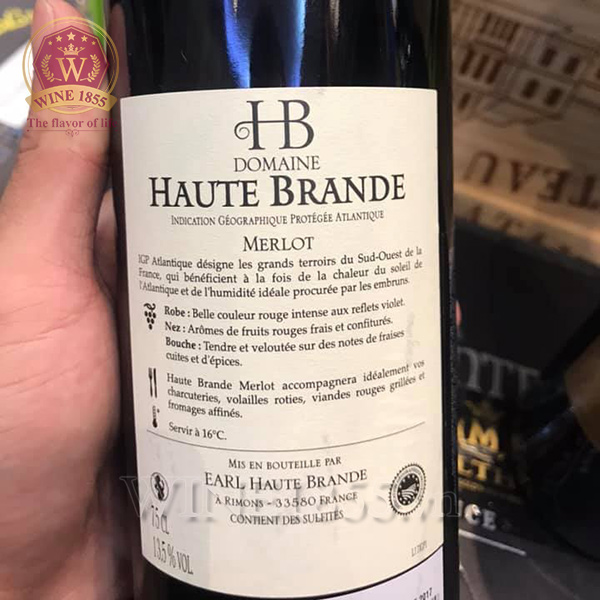 W
WINE 1855
The flavor of life
HB
DOMAINE
HAUTE BRANDE
INDICATION GÉOGRAPHIQUE PROTÉGÉE ATLANTIQUE
MERLOT
IGP Atlantique désigne les grands terroirs du Sud-Ouest de la
France, qui bénéficient à la fois de la chaleur du soleil de
l'Atlantique et de l'humidité idéale procurée par les embruns.
Robe : Belle couleur rouge intense aux reflets violet.
Nez : Arômes de fruits rouges frais et confiturés.
Bouche : Tendre et veloutée sur des notes de fraises
cuites et d'épices.
Haute Brande Merlot accompagnera idéalement vos
charcuteries, volailles roties, viandes rouges grillées et
fromages affinés.
Servir à 16°C.
MIS EN BOUTEILLE PAR
EARL HAUTE BRANDE
À RIMONS - 33580 FRANCE
CONTIENT DES SULFITES
75 CL
13,5% VOL.
WINE1855.vn
2017